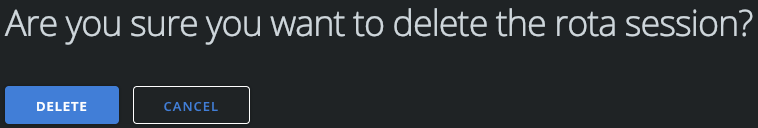 Are you sure you want to delete the rota session?
DELETE CANCEL